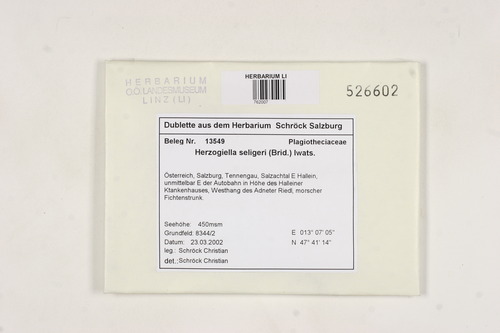 HERBARIUM
O.Ö.LANDESMUSEUM
LINZ (LI)
HERBARIUM LI
762007
526602
Dublette aus dem Herbarium Schröck Salzburg
Beleg Nr. 13549 Plagiotheciaceae
Herzogiella seligeri (Brid.) Iwats.
Österreich, Salzburg, Tennengau, Salzachtal E Hallein,
unmittelbar E der Autobahn in Höhe des Halleiner
Ktankenhauses, Westhang des Adneter Riedl; morscher
Fichtenstrunk
Seehöhe: 450msm
Grundfeld: 8344/2 E 013° 07' 05"
Datum: 23.03.2002 N 47° 41' 14"
leg.: Schröck Christian
det.: Schröck Christian